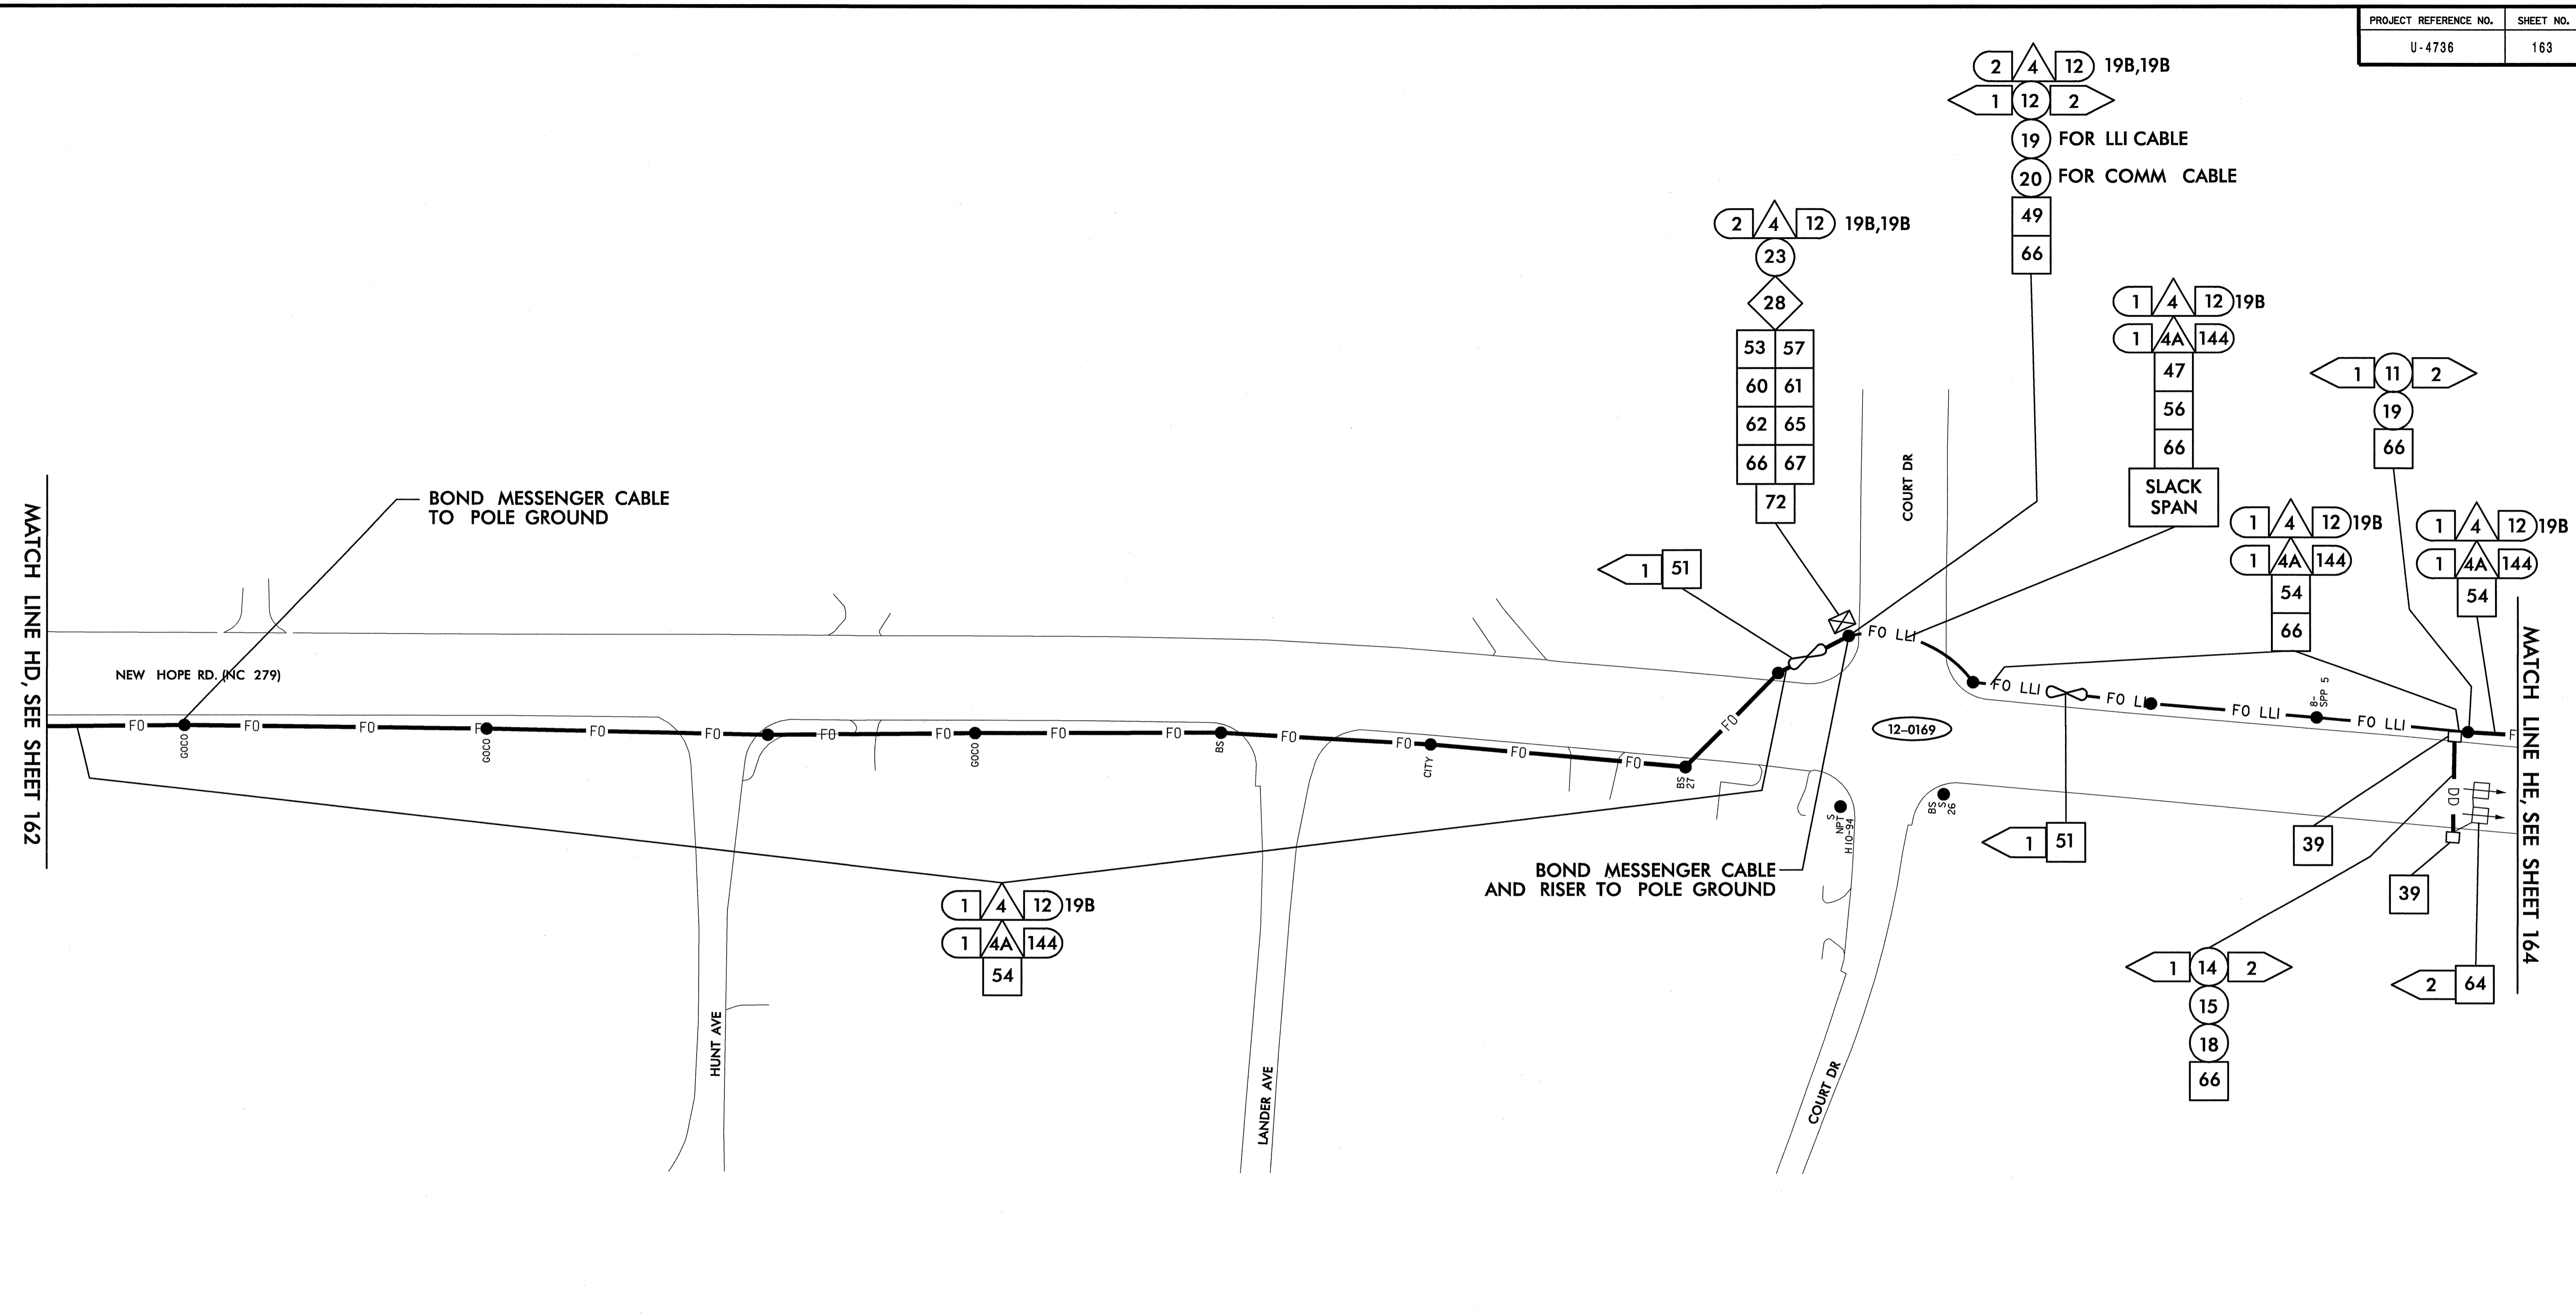 PROJECT REFERENCE NO. SHEET NO.
U-4736 163
2 4 12 19B,19B
1 12 2
19 FOR LLI CABLE
20 FOR COMM CABLE
49
66
2 4 12 19B,19B
23
28
53 57
60 61
62 65
66 67
72
1 4 12 19B
1 4A 144
47
56
66
SLACK
SPAN
1 11 2
19
66
1 4 12 19B
1 4A 144
54
66
1 4 12 19B
1 4A 144
54
1 51
COURT DR
BOND MESSENGER CABLE
TO POLE GROUND
MATCH LINE HD, SEE SHEET 162
NEW HOPE RD. (NC 279)
FO FO FO F FO FO FO FO FO FO FO FO FO FO FO
GOCO
GOCO
GOCO
BS
CITY
BS
27
FO LLI
FO LLI
FO L
FO LLI
FO LLI
F
8-
SPP 5
12-0169
S
NPT
H10-94
BS
S
26
DD
BOND MESSENGER CABLE
AND RISER TO POLE GROUND
1 4 12 19B
1 4A 144
54
1 51
39
39
2 64
1 14 2
15
18
66
HUNT AVE
LANDER AVE
COURT DR
MATCH LINE HE, SEE SHEET 164